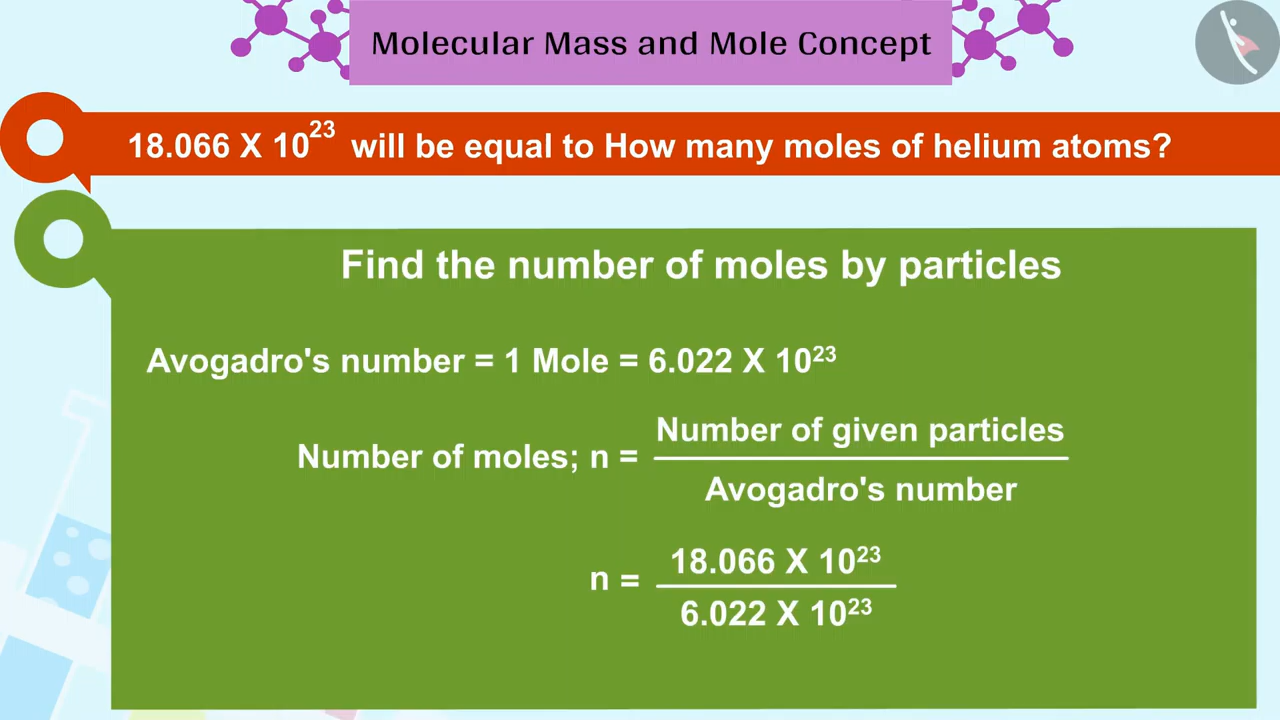 Molecular Mass and Mole Concept
18.066 X 10²³ will be equal to How many moles of helium atoms?
Find the number of moles by particles
Avogadro's number = 1 Mole = 6.022 X 10²³
Number of moles; n = Number of given particles
Avogadro's number
n = 18.066 X 10²³
6.022 X 10²³